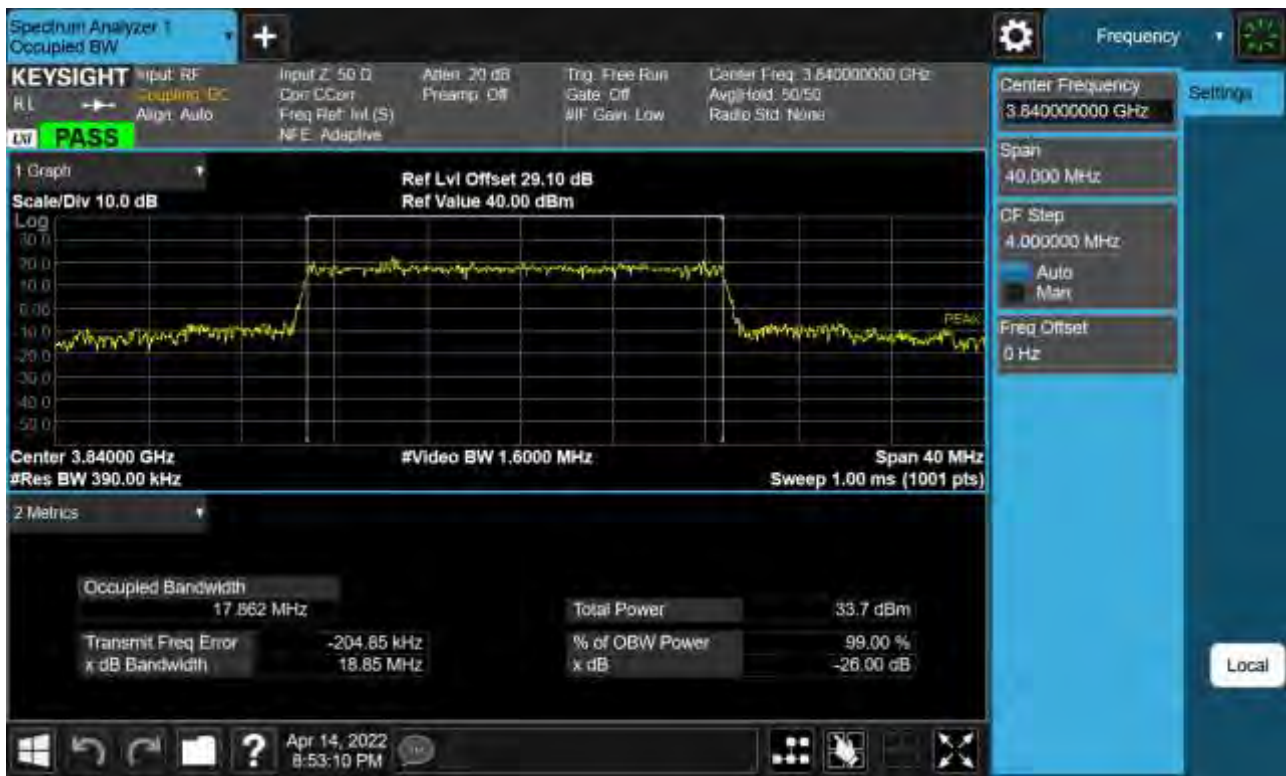 Spectrum Analyzer 1
Occupied BW
Frequency
KEYSIGHT
Input: RF
Coupling: DC
Align: Auto
Input Z: 50 Ω
Corr CCorr
Freq Ref: Int (S)
NFE: Adaptive
Atten: 20 dB
Preamp: Off
Trig: Free Run
Gate: Off
#IF Gain: Low
Center Freq: 3.840000000 GHz
Avg|Hold: 50/50
Radio Std: None
PASS
Center Frequency
3.840000000 GHz
Settings
Span
40.000 MHz
CF Step
4.000000 MHz
Auto
Man
Freq Offset
0 Hz
1 Graph
Scale/Div 10.0 dB
Ref Lvl Offset 29.10 dB
Ref Value 40.00 dBm
Log
30.0
20.0
10.0
0.00
-10.0
-20.0
-30.0
-40.0
-50.0
PEAK
Center 3.84000 GHz
#Res BW 390.00 kHz
#Video BW 1.6000 MHz
Span 40 MHz
Sweep 1.00 ms (1001 pts)
2 Metrics
Occupied Bandwidth
17.862 MHz
Total Power 33.7 dBm
Transmit Freq Error -204.85 kHz
% of OBW Power 99.00 %
x dB Bandwidth 18.85 MHz
x dB -26.00 dB
Local
?
Apr 14, 2022
8:53:10 PM